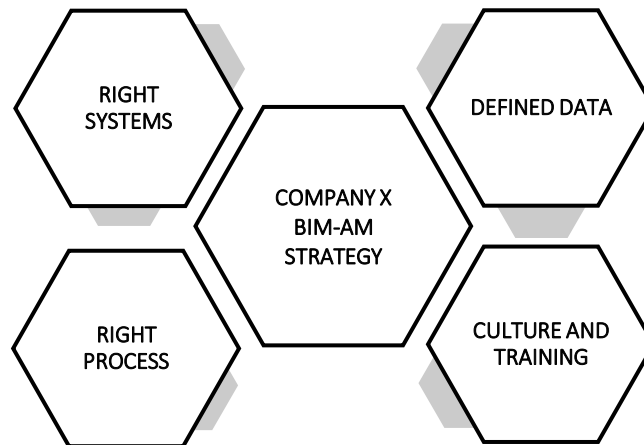 RIGHT
SYSTEMS
DEFINED DATA
COMPANY X
BIM-AM
STRATEGY
RIGHT
PROCESS
CULTURE AND
TRAINING